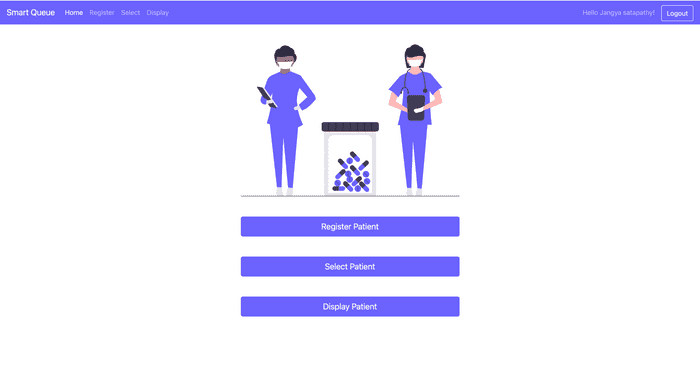 Smart Queue Home Register Select Display Hello Jangya satapathy! Logout
Register Patient
Select Patient
Display Patient